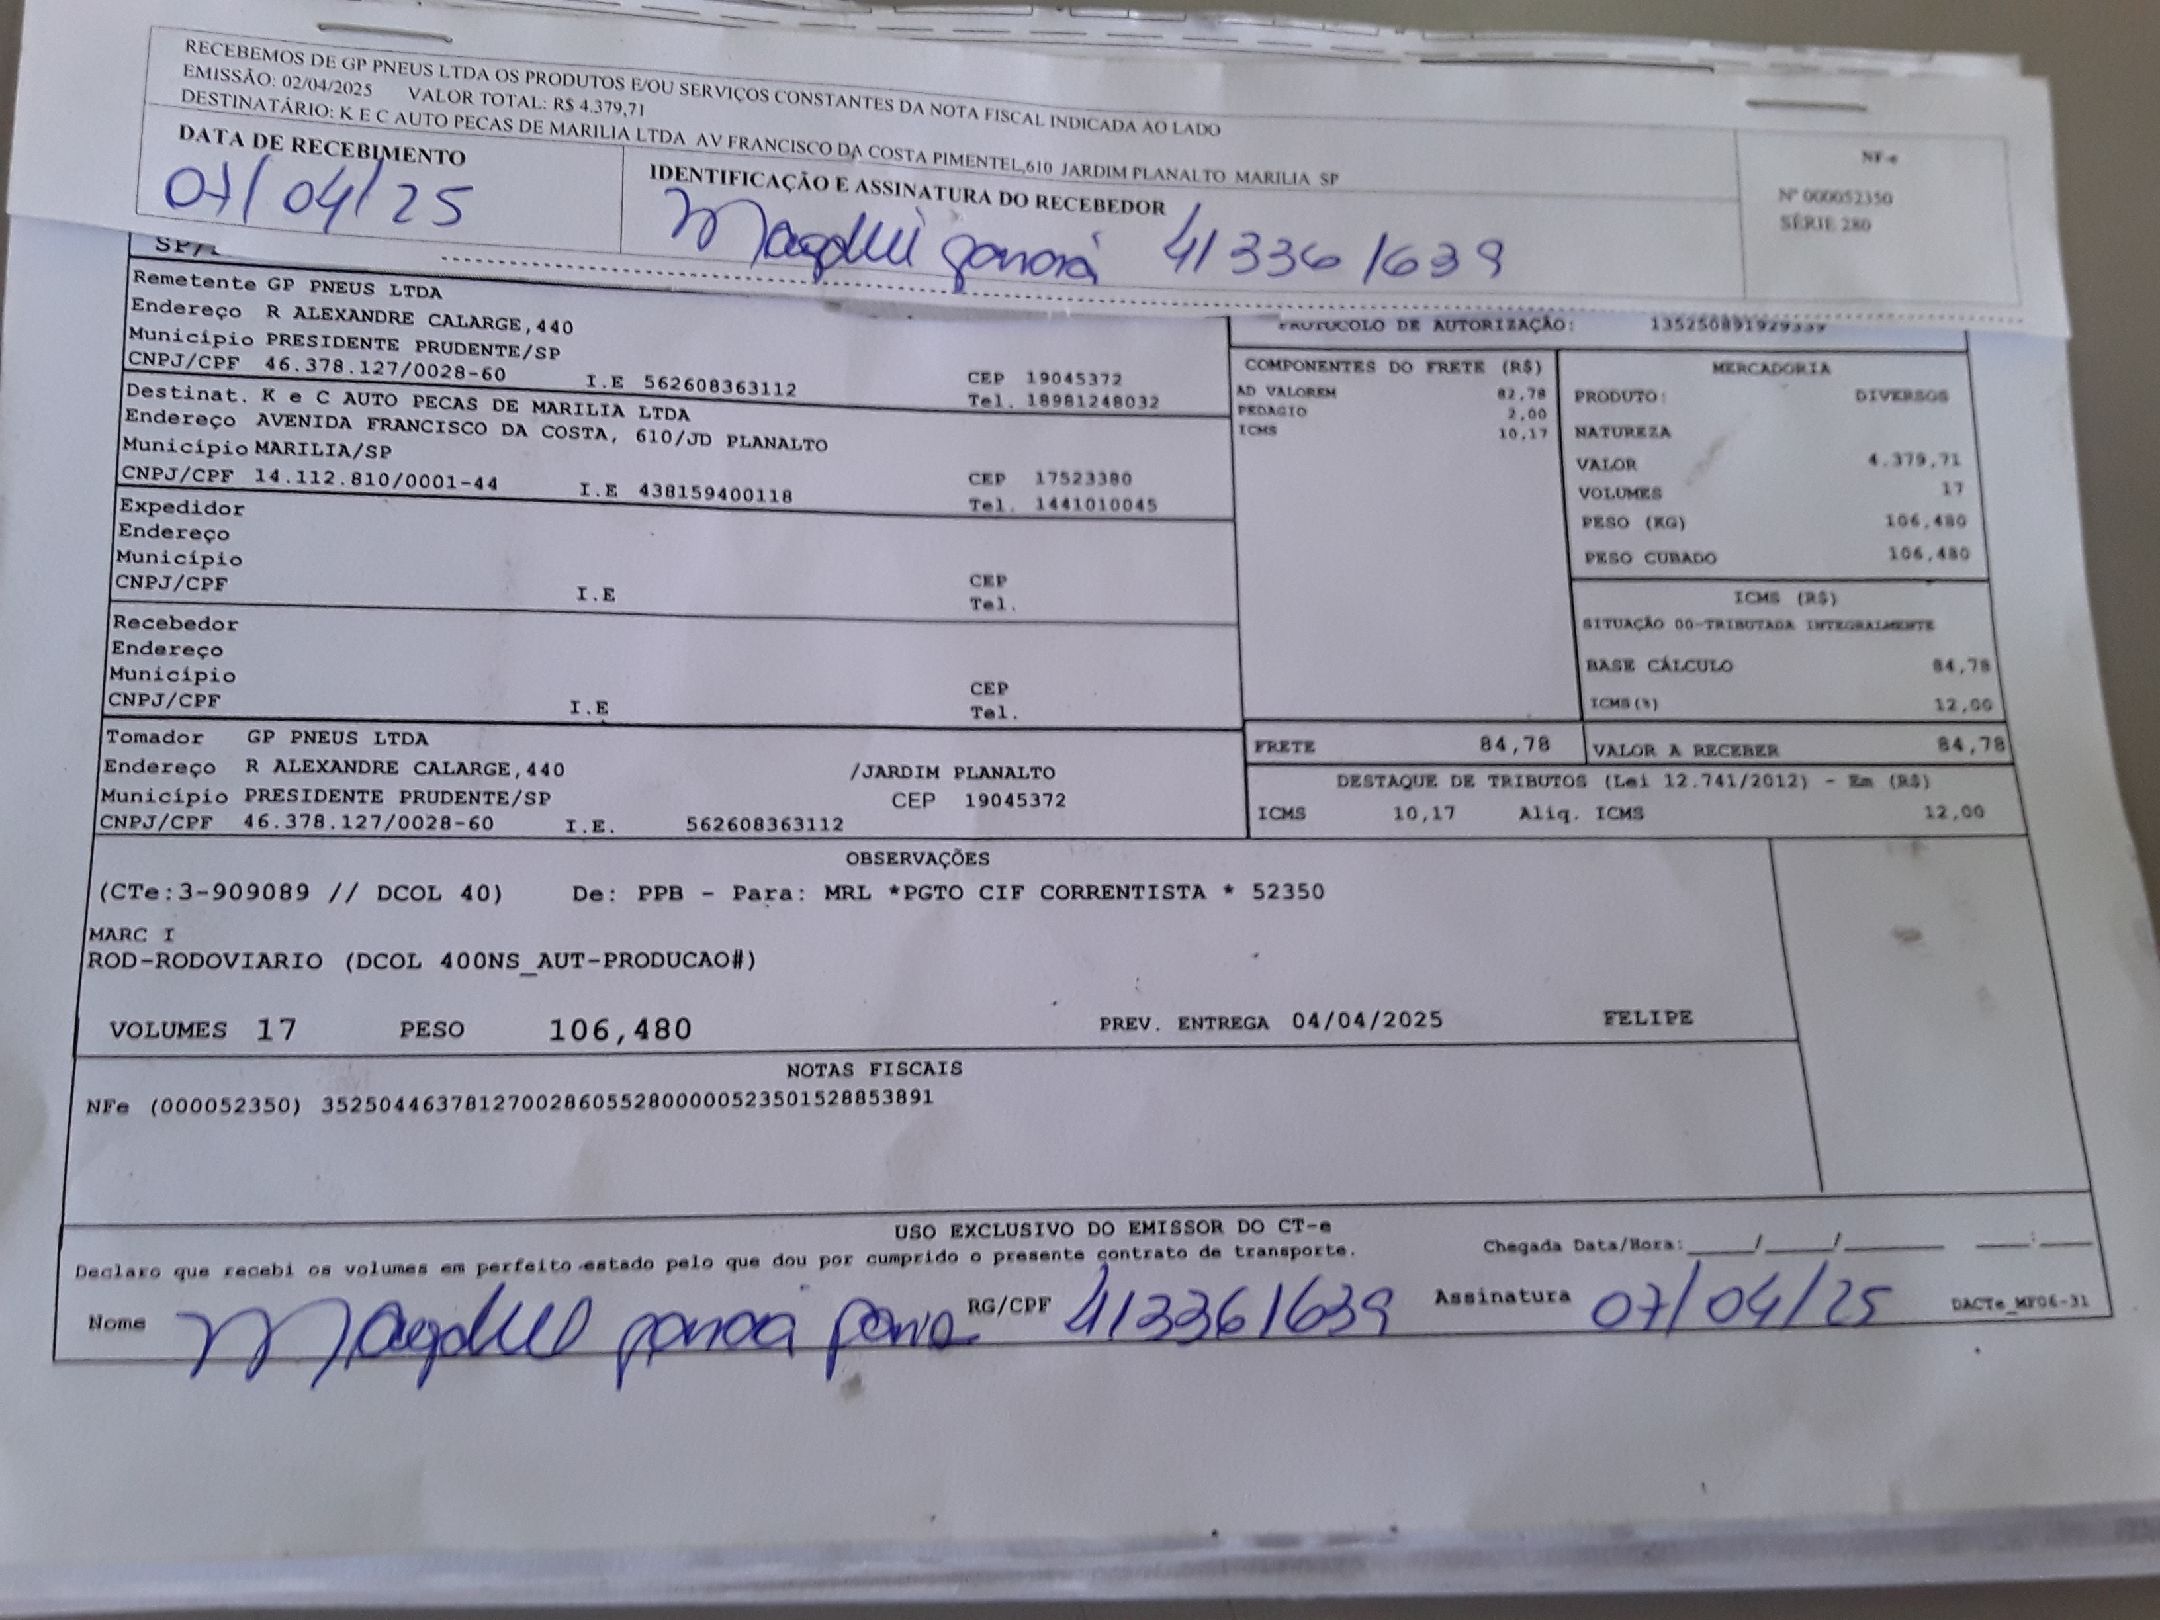 RECEBEMOS DE GP PNEUS LTDA OS PRODUTOS E/OU SERVIÇOS CONSTANTES DA NOTA FISCAL INDICADA AO LADO
EMISSÃO: 02/04/2025 VALOR TOTAL: R$ 4.379,71
DESTINATÁRIO: K E C AUTO PECAS DE MARILIA LTDA AV FRANCISCO DA COSTA PIMENTEL,610 JARDIM PLANALTO MARILIA SP
NF-e
Nº 000052350
SÉRIE 280
DATA DE RECEBIMENTO
07/04/25
IDENTIFICAÇÃO E ASSINATURA DO RECEBEDOR
413361639
Remetente GP PNEUS LTDA
Endereço R ALEXANDRE CALARGE,440
Município PRESIDENTE PRUDENTE/SP
CNPJ/CPF 46.378.127/0028-60 I.E 562608363112
CEP 19045372
Tel. 18981248032
Destinat. K e C AUTO PECAS DE MARILIA LTDA
Endereço AVENIDA FRANCISCO DA COSTA, 610/JD PLANALTO
Município MARILIA/SP
CNPJ/CPF 14.112.810/0001-44 I.E 438159400118
CEP 17523380
Tel. 1441010045
Expedidor
Endereço
Município
CNPJ/CPF I.E
CEP
Tel.
Recebedor
Endereço
Município
CNPJ/CPF I.E
CEP
Tel.
Tomador GP PNEUS LTDA
Endereço R ALEXANDRE CALARGE,440 /JARDIM PLANALTO
Município PRESIDENTE PRUDENTE/SP CEP 19045372
CNPJ/CPF 46.378.127/0028-60 I.E. 562608363112
PROTOCOLO DE AUTORIZAÇÃO:
COMPONENTES DO FRETE (R$)
AD VALOREM 82,78
PEDAGIO 2,00
ICMS 10,17
MERCADORIA
PRODUTO: DIVERSOS
NATUREZA
VALOR 4.379,71
VOLUMES 17
PESO (KG) 106,480
PESO CUBADO 106,480
ICMS (R$)
SITUAÇÃO 00-TRIBUTADA INTEGRALMENTE
BASE CÁLCULO 84,78
ICMS(%) 12,00
FRETE 84,78
VALOR A RECEBER 84,78
DESTAQUE DE TRIBUTOS (Lei 12.741/2012) - Em (R$)
ICMS 10,17 Aliq. ICMS 12,00
OBSERVAÇÕES
(CTe:3-909089 // DCOL 40) De: PPB - Para: MRL *PGTO CIF CORRENTISTA * 52350
MARC I
ROD-RODOVIARIO (DCOL 400NS_AUT-PRODUCAO#)
VOLUMES 17 PESO 106,480 PREV. ENTREGA 04/04/2025 FELIPE
NOTAS FISCAIS
NFe (000052350) 35250446378127002860552800000523501528853891
USO EXCLUSIVO DO EMISSOR DO CT-e
Declaro que recebi os volumes em perfeito estado pelo que dou por cumprido o presente contrato de transporte.
Chegada Data/Hora:____/____/______ ____:____
Nome
RG/CPF 413361639
Assinatura 07/04/25
DACTe_MF06-31